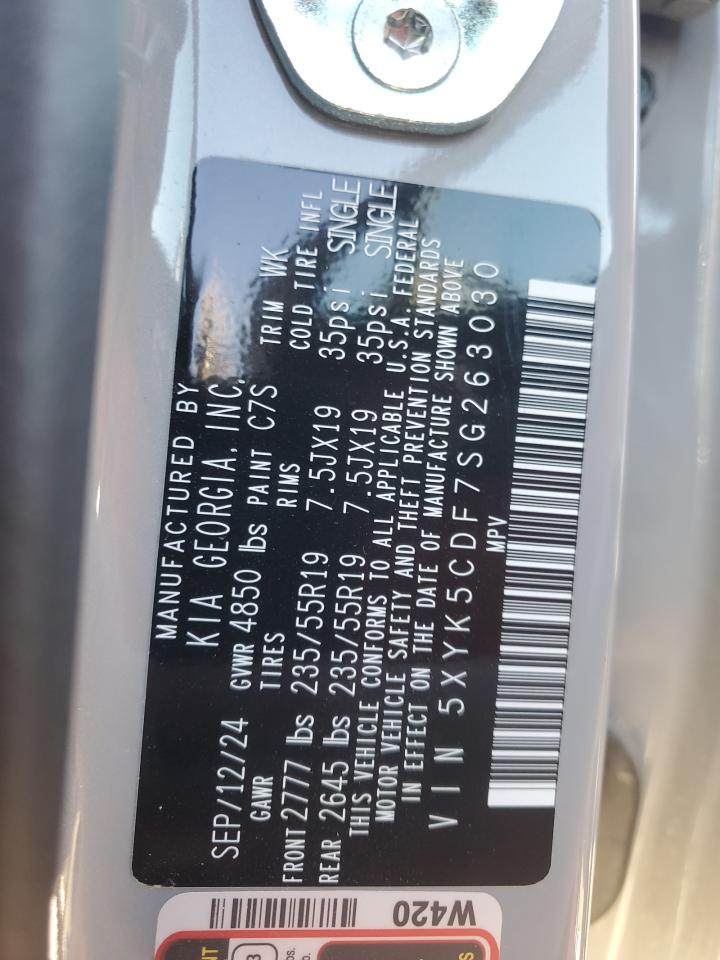 MANUFACTURED BY
KIA GEORGIA, INC.
SEP/12/24 GVWR 4850 lbs PAINT C7S TRIM WK
GAWR TIRES RIMS COLD TIRE INFL
FRONT 2777 lbs 235/55R19 7.5JX19 35psi SINGLE
REAR 2645 lbs 235/55R19 7.5JX19 35psi SINGLE
THIS VEHICLE CONFORMS TO ALL APPLICABLE U.S.A. FEDERAL
MOTOR VEHICLE SAFETY AND THEFT PREVENTION STANDARDS
IN EFFECT ON THE DATE OF MANUFACTURE SHOWN ABOVE
VIN 5XYK5CDF7SG263030
MPV
W420